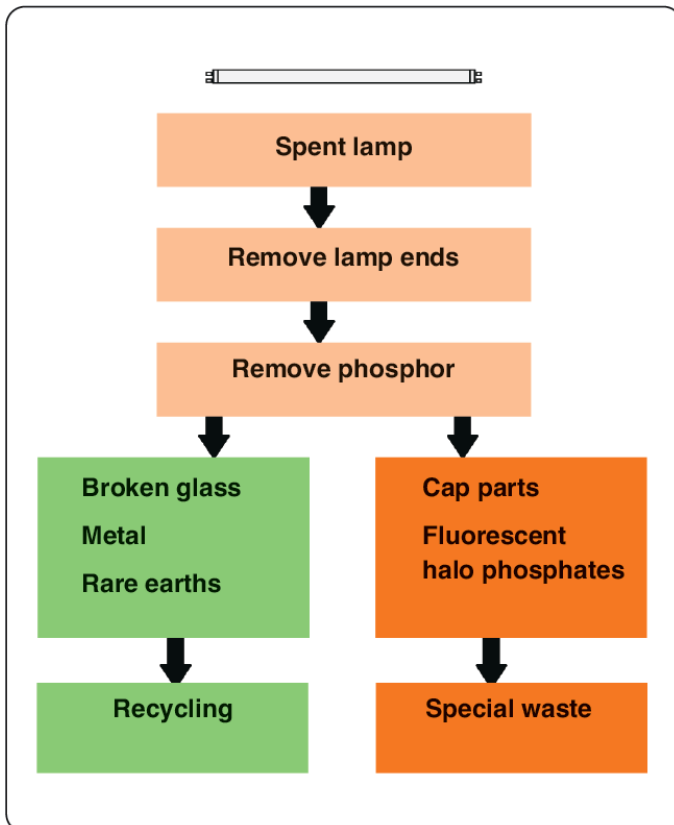 Spent lamp
Remove lamp ends
Remove phosphor
Broken glass
Metal
Rare earths
Cap parts
Fluorescent
halo phosphates
Recycling
Special waste